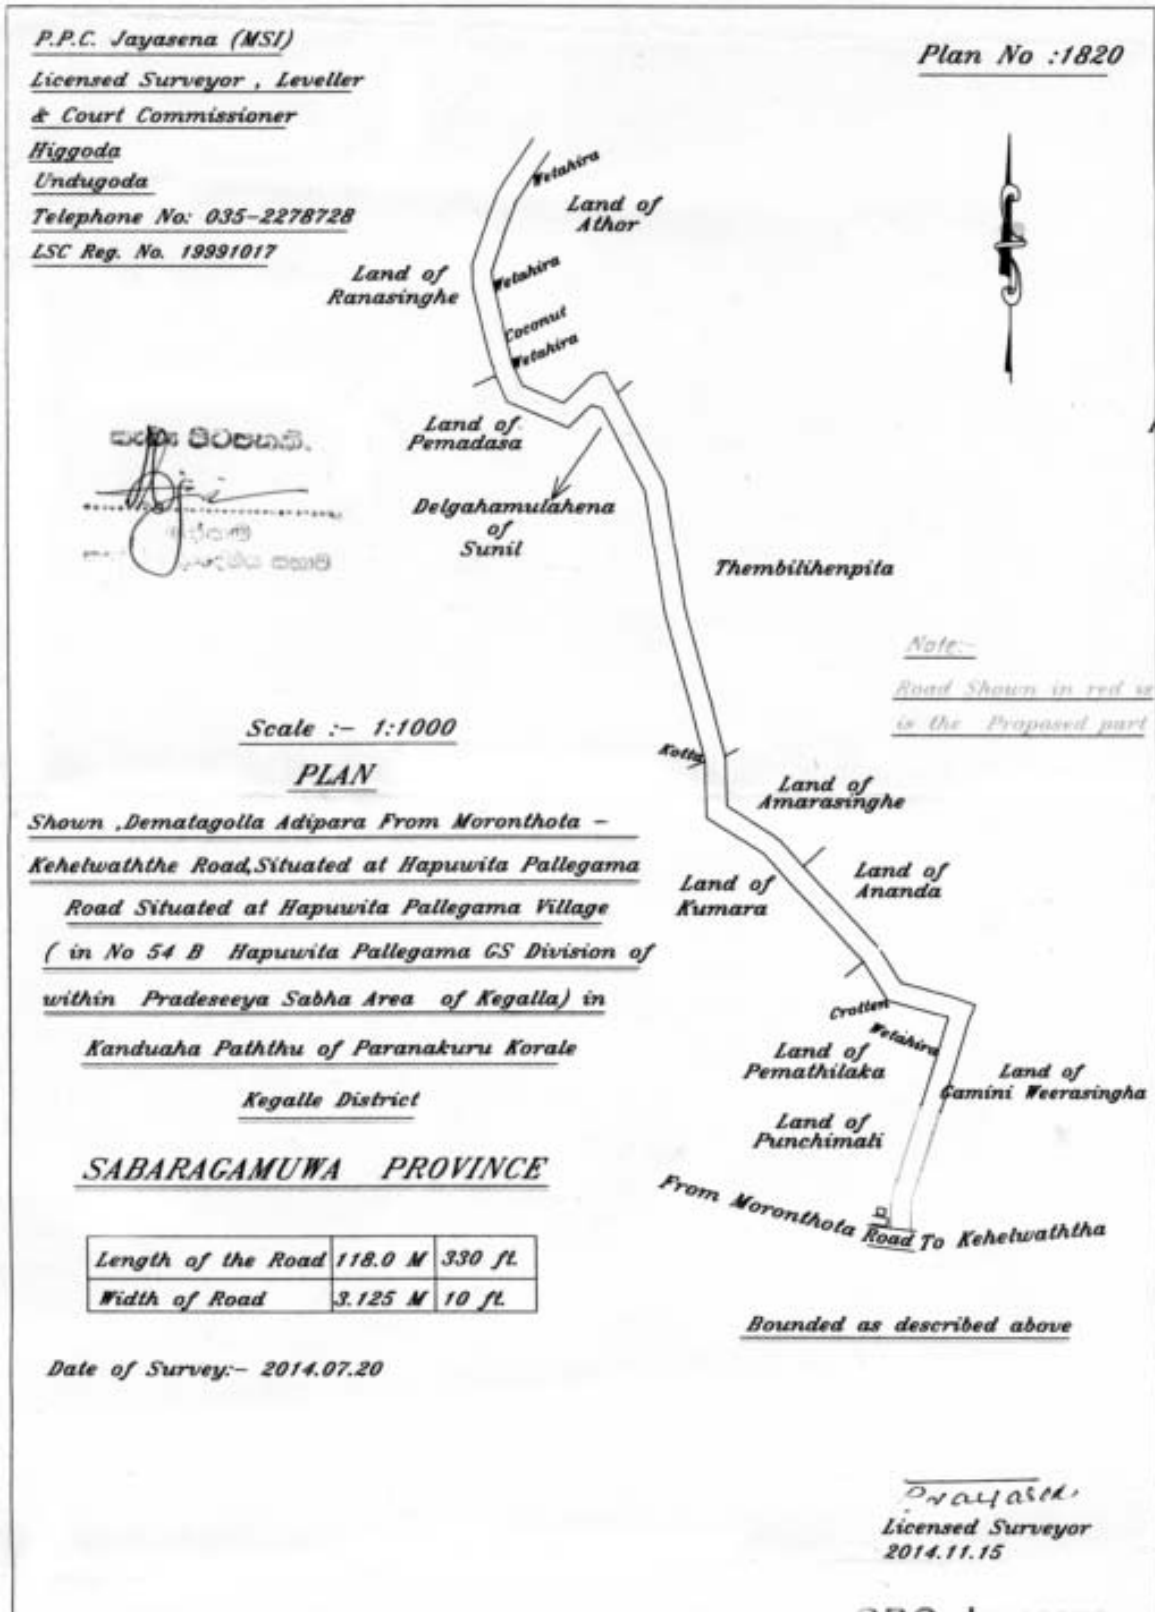 P.P.C. Jayasena (MSI)
Licensed Surveyor , Leveller
& Court Commissioner
Higgoda
Undugoda
Telephone No: 035-2278728
LSC Reg. No. 19991017
Plan No :1820
Wetahira
Land of
Athor
Land of
Ranasinghe
Wetahira
Coconut
Wetahira
Land of
Pemadasa
Delgahamulahena
of
Sunil
Thembilihenpita
Note:-
Road Shown in red
is the Proposed part
Scale :- 1:1000
PLAN
Shown ,Dematagolla Adipara From Moronthota -
Kehelwaththe Road,Situated at Hapuwita Pallegama
Road Situated at Hapuwita Pallegama Village
( in No 54 B Hapuwita Pallegama GS Division of
within Pradeseeya Sabha Area of Kegalla) in
Kanduaha Paththu of Paranakuru Korale
Kegalle District
SABARAGAMUWA PROVINCE
Kotta
Land of
Amarasinghe
Land of
Ananda
Land of
Kumara
Crotten
Wetahira
Land of
Pemathilaka
Land of
Gamini Weerasingha
Land of
Punchimali
From Moronthota Road To Kehelwaththa
Length of the Road 118.0 M 330 ft.
Width of Road 3.125 M 10 ft.
Bounded as described above
Date of Survey:- 2014.07.20
Licensed Surveyor
2014.11.15